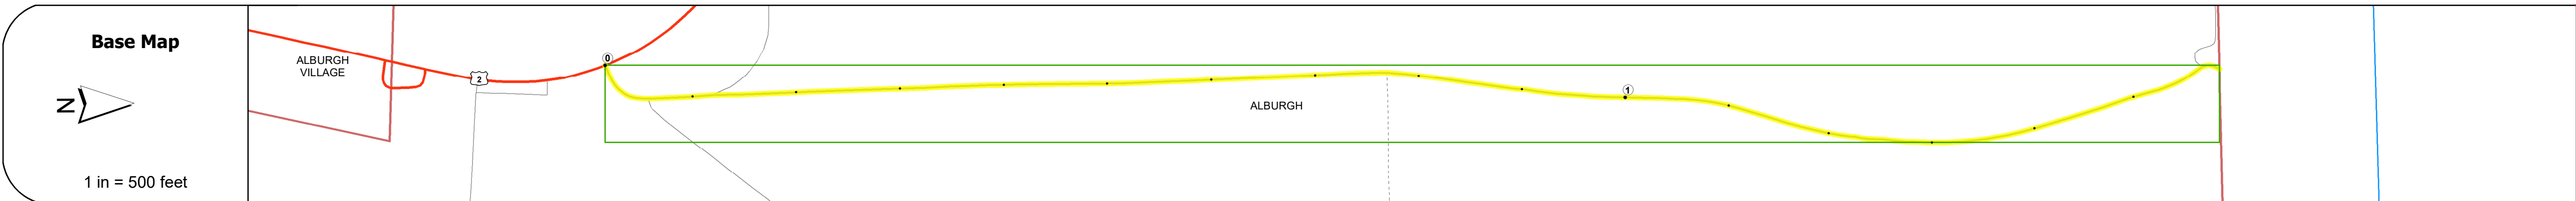 Base Map
N
1 in = 500 feet
ALBURGH
VILLAGE
2
0
ALBURGH
1